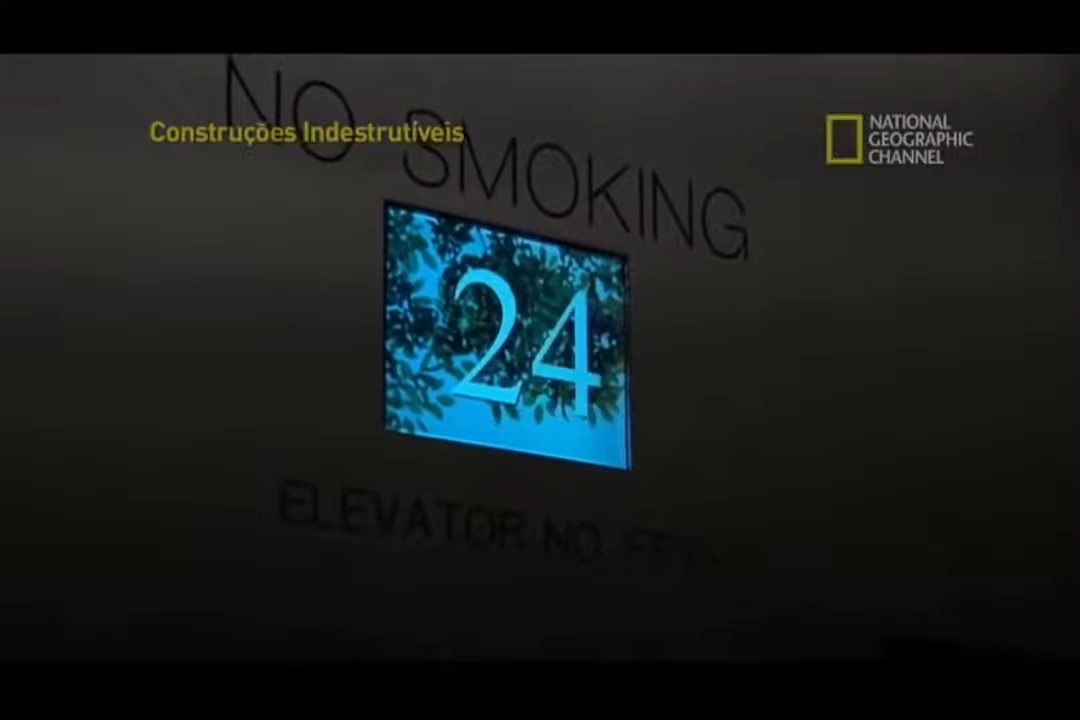 NO SMOKING
Construções Indestrutíveis
NATIONAL
GEOGRAPHIC
CHANNEL
24
ELEVATOR NO.